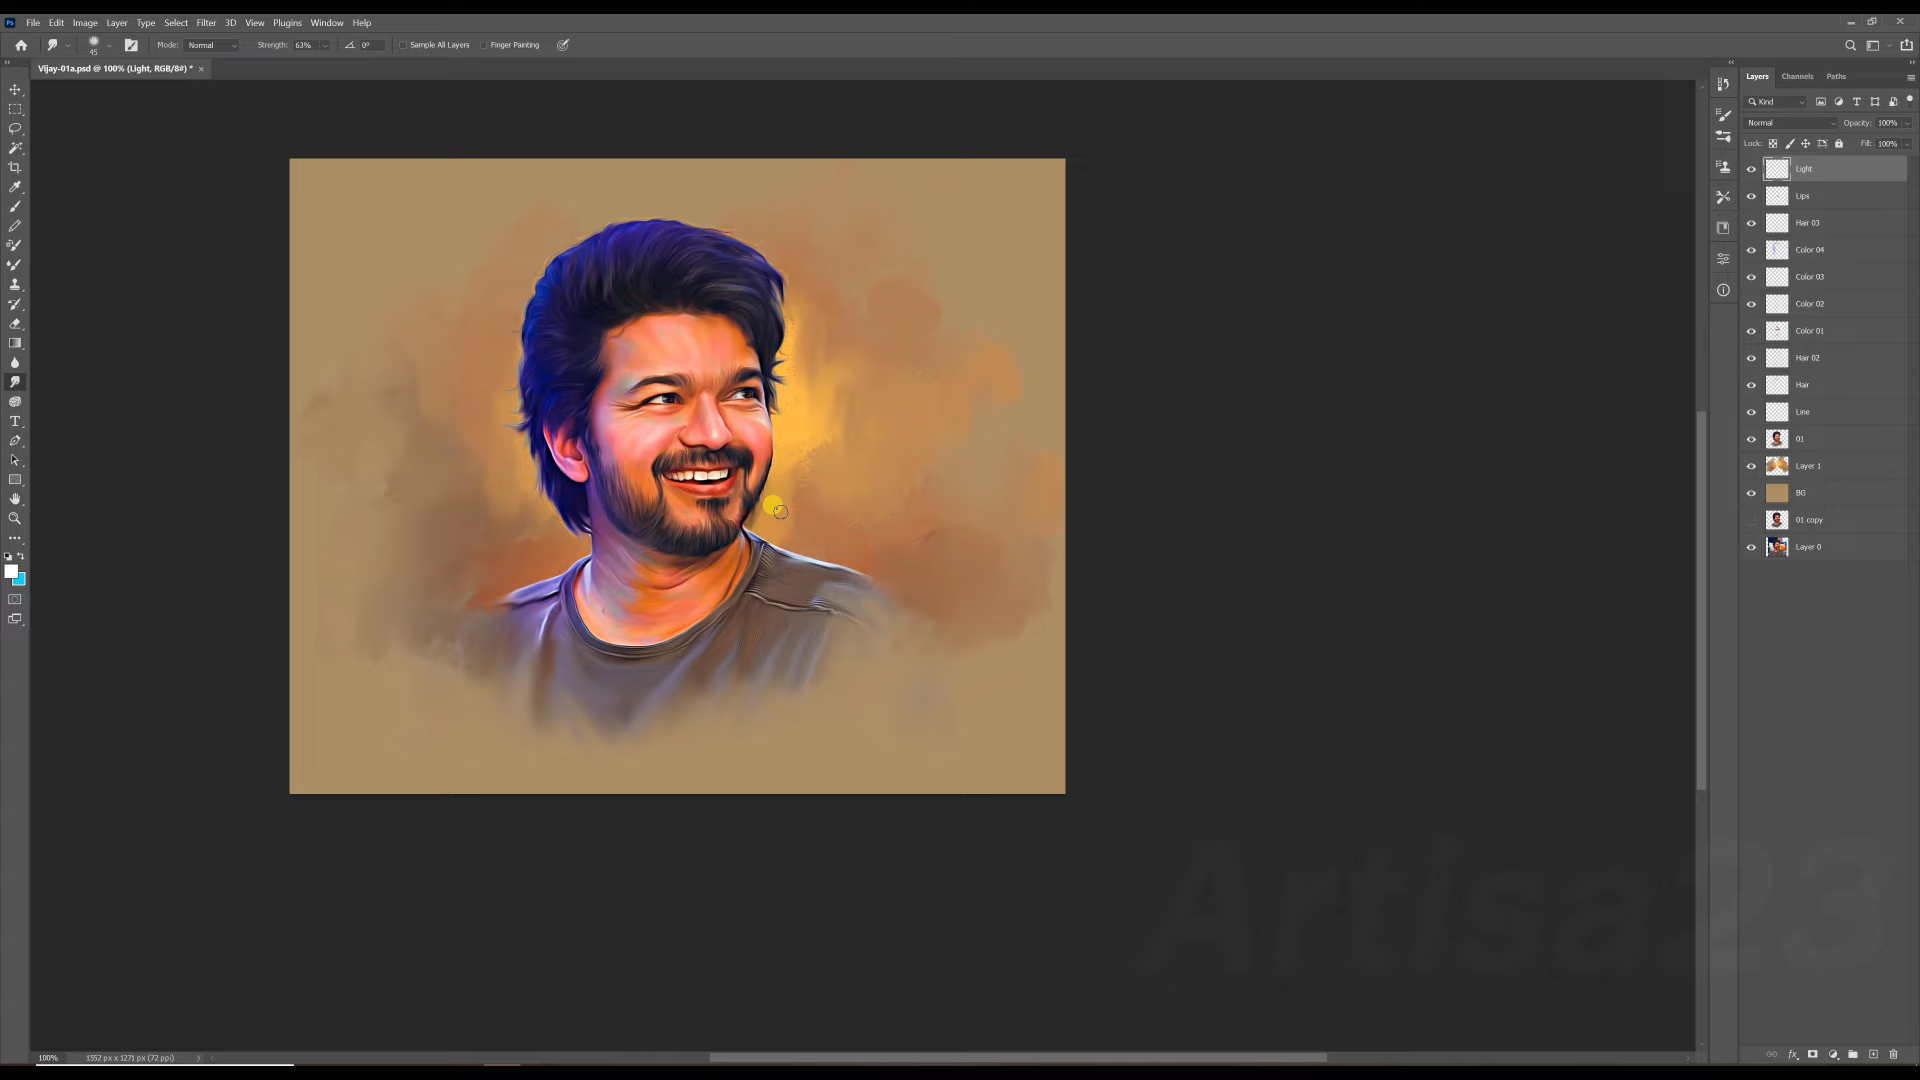 Ps File Edit Image Layer Type Select Filter 3D View Plugins Window Help
45 Mode: Normal Strength: 63% 0° Sample All Layers Finger Painting
Vijay-01a.psd @ 100% (Light, RGB/8#) * ×
Layers Channels Paths
Kind
Normal Opacity: 100%
Lock: Fill: 100%
Light
Lips
Hair 03
Color 04
Color 03
Color 02
Color 01
Hair 02
Hair
Line
01
Layer 1
BG
01 copy
Layer 0
Artisa23
100% 1552 px x 1271 px (72 ppi)